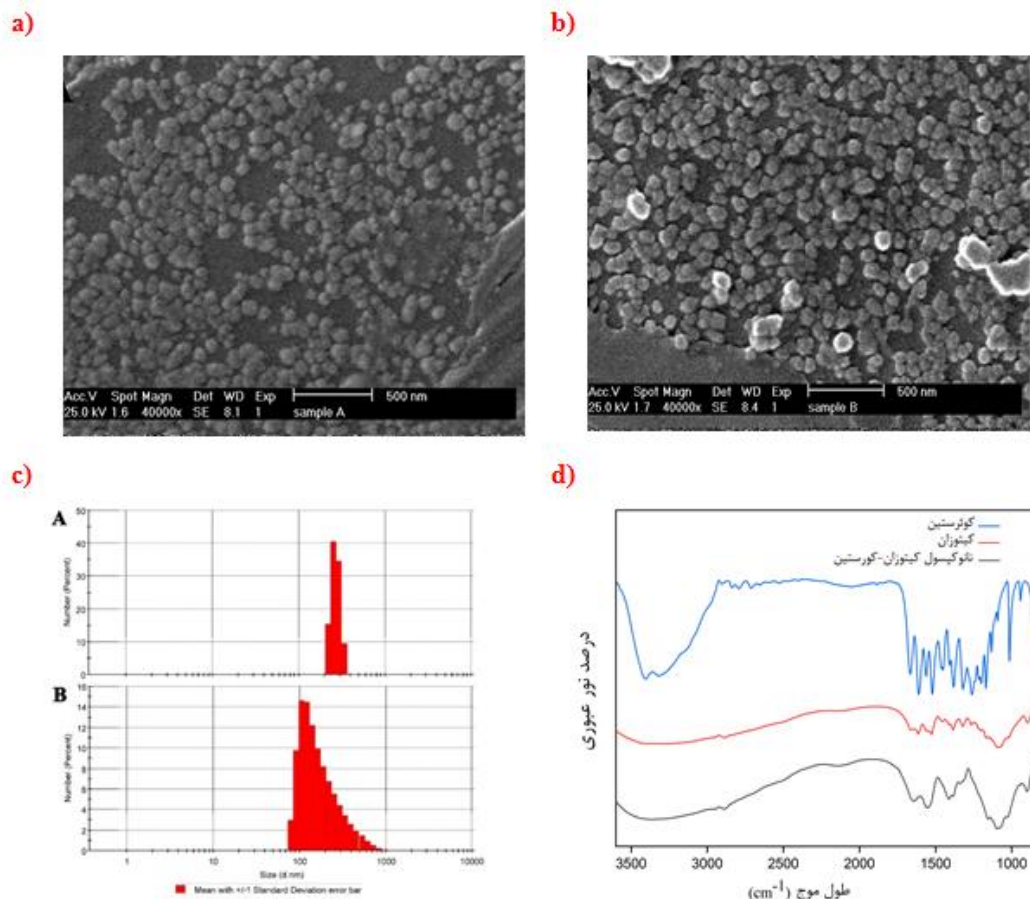 a)
b)
Acc.V Spot Magn Det WD Exp 500 nm
25.0 kV 1.6 40000x SE 8.1 1 sample A
Acc.V Spot Magn Det WD Exp 500 nm
25.0 kV 1.7 40000x SE 8.4 1 sample B
c)
d)
A
Number (Percent)
50
40
30
20
10
0
B
Number (Percent)
16
14
12
10
8
6
4
2
0
1 10 100 1000 10000
Size (d.nm)
Mean with +/-1 Standard Deviation error bar
کوئرستین
کیتوزان
نانوکپسول کیتوزان-کورستین
درصد نور عبوری
3500 3000 2500 2000 1500 1000
طول موج (cm⁻¹)